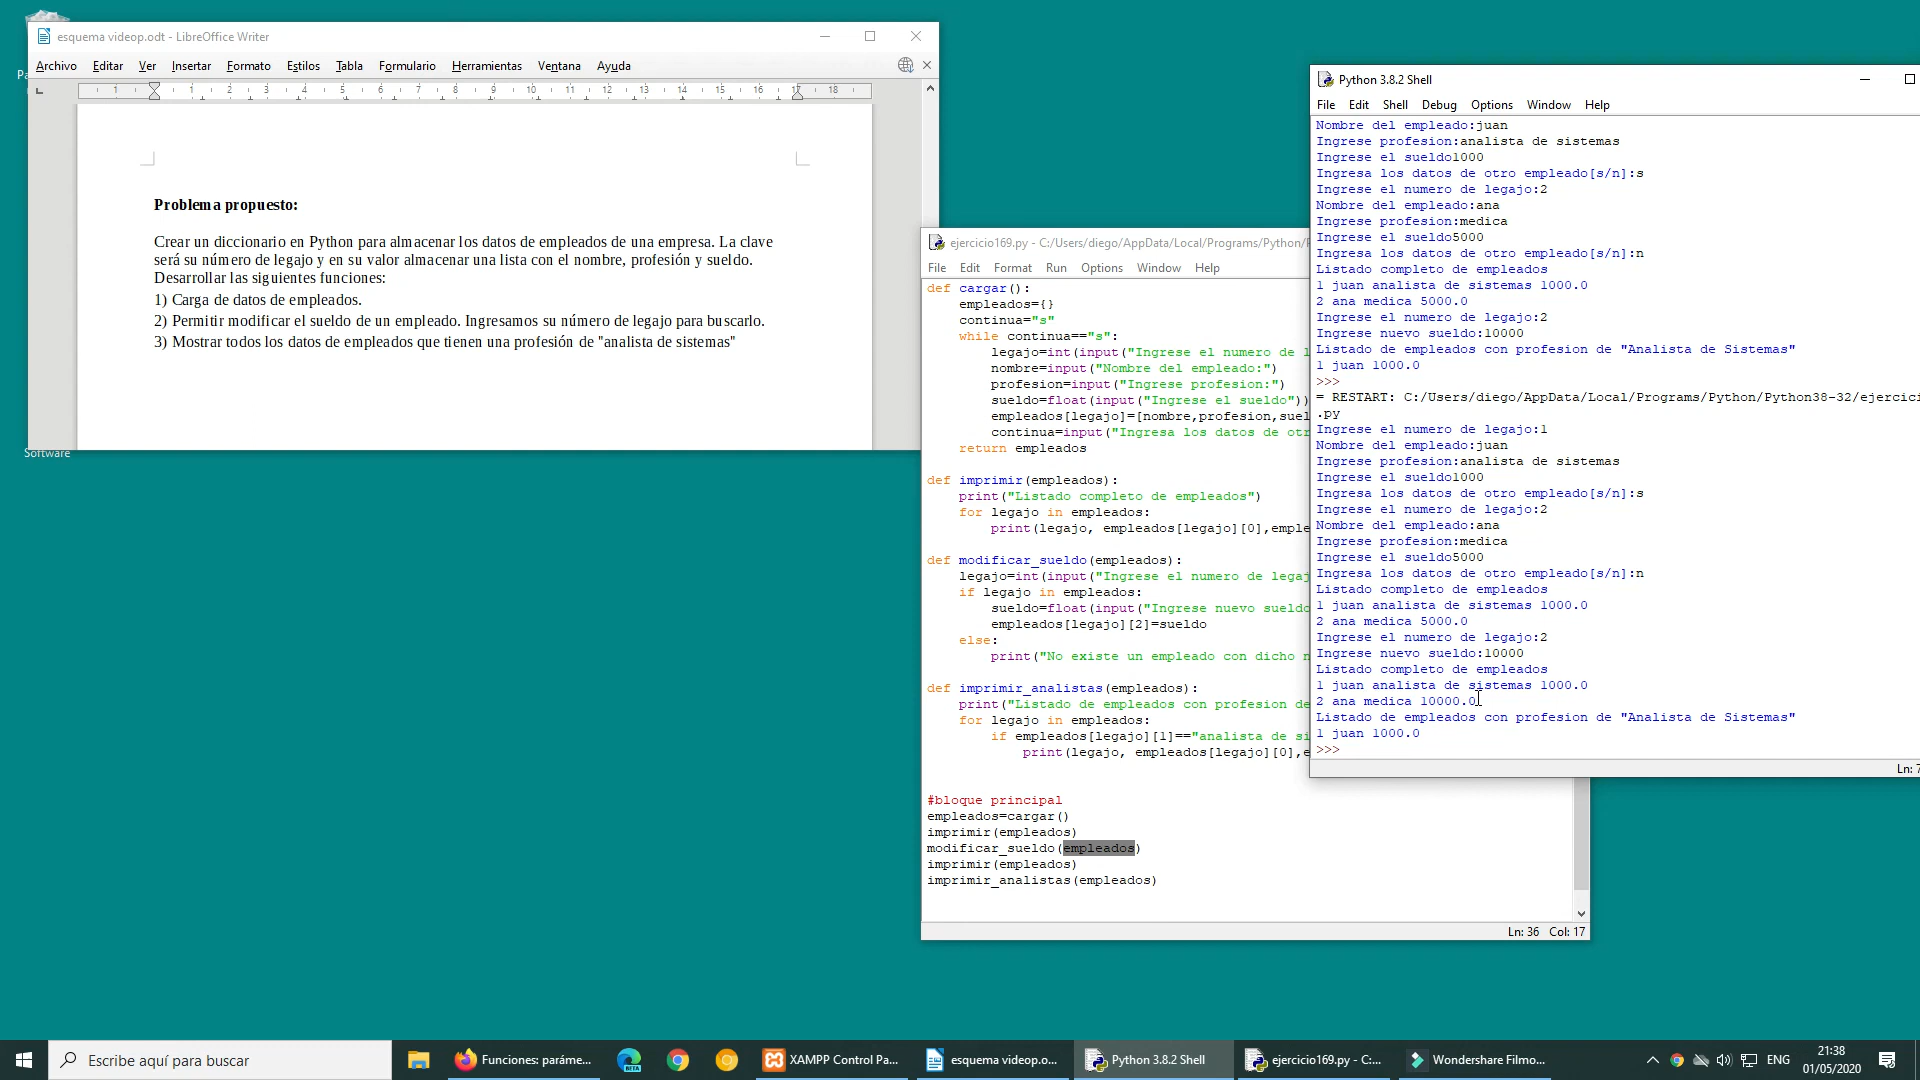 esquema videop.odt - LibreOffice Writer
Archivo Editar Ver Insertar Formato Estilos Tabla Formulario Herramientas Ventana Ayuda
1 1 2 3 4 5 6 7 8 9 10 11 12 13 14 15 16 17 18
Problema propuesto:
Crear un diccionario en Python para almacenar los datos de empleados de una empresa. La clave
será su número de legajo y en su valor almacenar una lista con el nombre, profesión y sueldo.
Desarrollar las siguientes funciones:
1) Carga de datos de empleados.
2) Permitir modificar el sueldo de un empleado. Ingresamos su número de legajo para buscarlo.
3) Mostrar todos los datos de empleados que tienen una profesión de "analista de sistemas"
Software
ejercicio169.py - C:/Users/diego/AppData/Local/Programs/Python/
File Edit Format Run Options Window Help
def cargar():
empleados={}
continua="s"
while continua=="s":
legajo=int(input("Ingrese el numero de l
nombre=input("Nombre del empleado:")
profesion=input("Ingrese profesion:")
sueldo=float(input("Ingrese el sueldo"))
empleados[legajo]=[nombre,profesion,suel
continua=input("Ingresa los datos de otr
return empleados
def imprimir(empleados):
print("Listado completo de empleados")
for legajo in empleados:
print(legajo, empleados[legajo][0],emple
def modificar_sueldo(empleados):
legajo=int(input("Ingrese el numero de legaj
if legajo in empleados:
sueldo=float(input("Ingrese nuevo sueldo
empleados[legajo][2]=sueldo
else:
print("No existe un empleado con dicho n
def imprimir_analistas(empleados):
print("Listado de empleados con profesion de
for legajo in empleados:
if empleados[legajo][1]=="analista de si
print(legajo, empleados[legajo][0],e
#bloque principal
empleados=cargar()
imprimir(empleados)
modificar_sueldo(empleados)
imprimir(empleados)
imprimir_analistas(empleados)
Ln: 36 Col: 17
Python 3.8.2 Shell
File Edit Shell Debug Options Window Help
Nombre del empleado:juan
Ingrese profesion:analista de sistemas
Ingrese el sueldo1000
Ingresa los datos de otro empleado[s/n]:s
Ingrese el numero de legajo:2
Nombre del empleado:ana
Ingrese profesion:medica
Ingrese el sueldo5000
Ingresa los datos de otro empleado[s/n]:n
Listado completo de empleados
1 juan analista de sistemas 1000.0
2 ana medica 5000.0
Ingrese el numero de legajo:2
Ingrese nuevo sueldo:10000
Listado de empleados con profesion de "Analista de Sistemas"
1 juan 1000.0
>>>
= RESTART: C:/Users/diego/AppData/Local/Programs/Python/Python38-32/ejercici
.py
Ingrese el numero de legajo:1
Nombre del empleado:juan
Ingrese profesion:analista de sistemas
Ingrese el sueldo1000
Ingresa los datos de otro empleado[s/n]:s
Ingrese el numero de legajo:2
Nombre del empleado:ana
Ingrese profesion:medica
Ingrese el sueldo5000
Ingresa los datos de otro empleado[s/n]:n
Listado completo de empleados
1 juan analista de sistemas 1000.0
2 ana medica 5000.0
Ingrese el numero de legajo:2
Ingrese nuevo sueldo:10000
Listado completo de empleados
1 juan analista de sistemas 1000.0
2 ana medica 10000.0
Listado de empleados con profesion de "Analista de Sistemas"
1 juan 1000.0
>>>
Ln: 7
Escribe aquí para buscar
Funciones: paráme...
BETA
XAMPP Control Pa...
esquema videop.o...
Python 3.8.2 Shell
ejercicio169.py - C:...
Wondershare Filmo...
ENG
21:38
01/05/2020